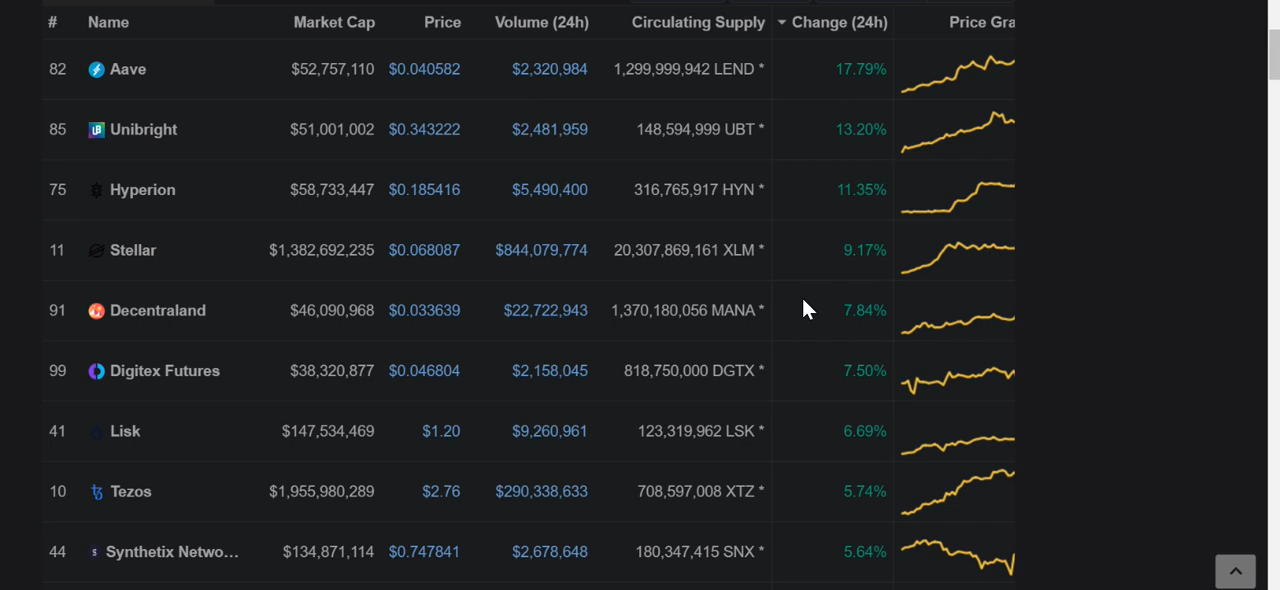 # Name Market Cap Price Volume (24h) Circulating Supply Change (24h) Price Gra
82 Aave $52,757,110 $0.040582 $2,320,984 1,299,999,942 LEND * 17.79%
85 UB Unibright $51,001,002 $0.343222 $2,481,959 148,594,999 UBT * 13.20%
75 Hyperion $58,733,447 $0.185416 $5,490,400 316,765,917 HYN * 11.35%
11 Stellar $1,382,692,235 $0.068087 $844,079,774 20,307,869,161 XLM * 9.17%
91 Decentraland $46,090,968 $0.033639 $22,722,943 1,370,180,056 MANA * 7.84%
99 Digitex Futures $38,320,877 $0.046804 $2,158,045 818,750,000 DGTX * 7.50%
41 Lisk $147,534,469 $1.20 $9,260,961 123,319,962 LSK * 6.69%
10 Tezos $1,955,980,289 $2.76 $290,338,633 708,597,008 XTZ * 5.74%
44 S Synthetix Netwo... $134,871,114 $0.747841 $2,678,648 180,347,415 SNX * 5.64%